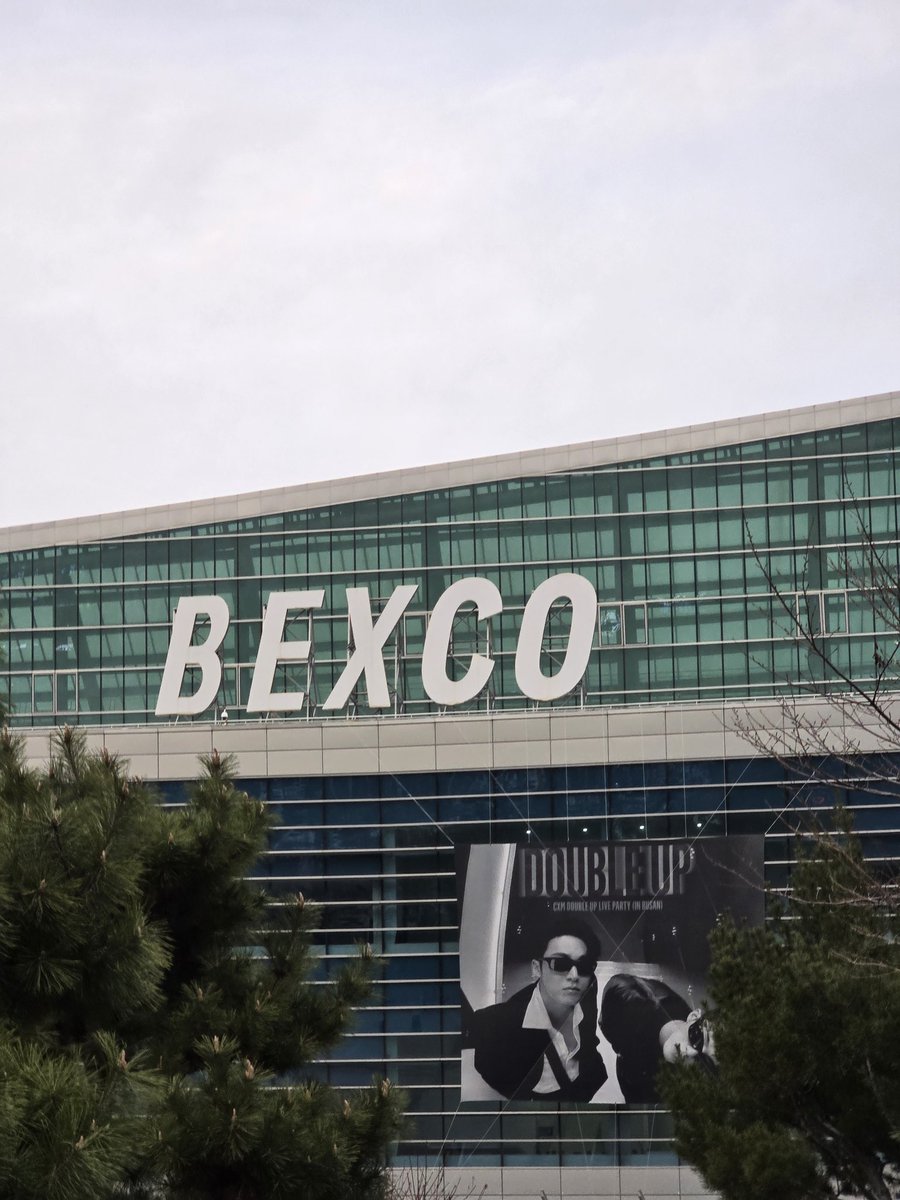 BEXCO
DOUBLE UP
CXM DOUBLE UP LIVE PARTY (IN BUSAN)